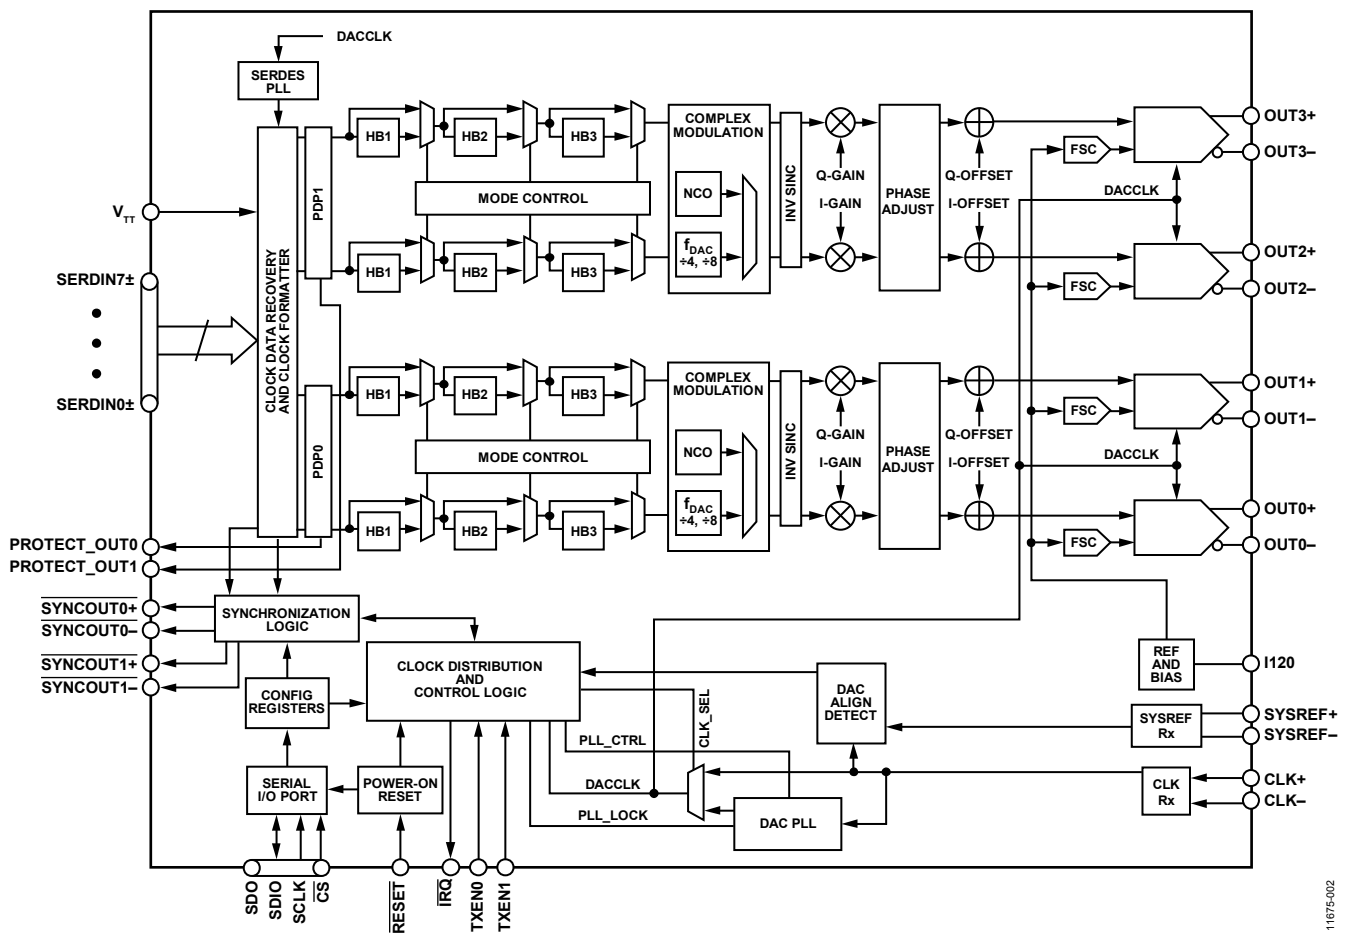 DACCLK
SERDES
PLL
CLOCK DATA RECOVERY
AND CLOCK FORMATTER
PDP1
HB1
HB2
HB3
MODE CONTROL
HB1
HB2
HB3
COMPLEX
MODULATION
NCO
fDAC
÷4, ÷8
INV SINC
Q-GAIN
I-GAIN
PHASE
ADJUST
Q-OFFSET
I-OFFSET
FSC
DACCLK
FSC
OUT3+
OUT3–
OUT2+
OUT2–
VTT
SERDIN7±
SERDIN0±
PDP0
HB1
HB2
HB3
MODE CONTROL
HB1
HB2
HB3
COMPLEX
MODULATION
NCO
fDAC
÷4, ÷8
INV SINC
Q-GAIN
I-GAIN
PHASE
ADJUST
Q-OFFSET
I-OFFSET
FSC
DACCLK
FSC
OUT1+
OUT1–
OUT0+
OUT0–
PROTECT_OUT0
PROTECT_OUT1
SYNCOUT0+
SYNCOUT0–
SYNCOUT1+
SYNCOUT1–
SYNCHRONIZATION
LOGIC
CLOCK DISTRIBUTION
AND
CONTROL LOGIC
CONFIG
REGISTERS
SERIAL
I/O PORT
POWER-ON
RESET
CLK_SEL
PLL_CTRL
DACCLK
PLL_LOCK
DAC PLL
DAC
ALIGN
DETECT
REF
AND
BIAS
SYSREF
Rx
CLK
Rx
I120
SYSREF+
SYSREF–
CLK+
CLK–
SDO
SDIO
SCLK
CS
RESET
IRQ
TXEN0
TXEN1
11675-002